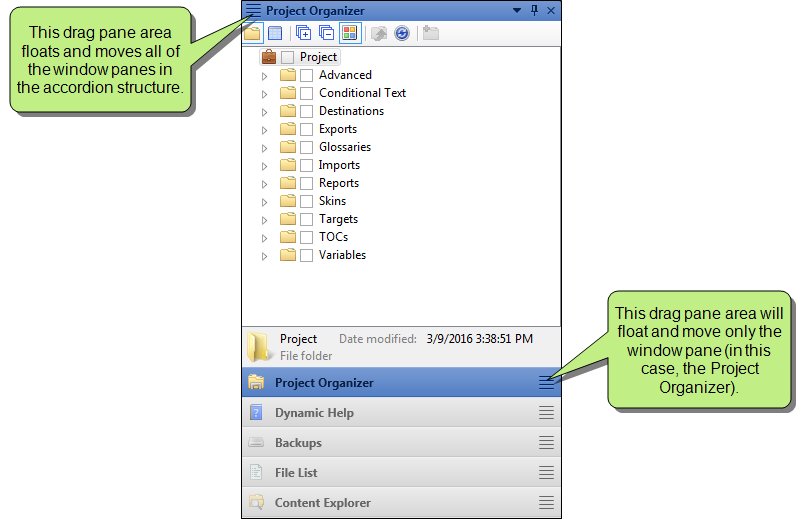 This drag pane area
floats and moves all of
the window panes in
the accordion structure.
Project Organizer
Project
Advanced
Conditional Text
Destinations
Exports
Glossaries
Imports
Reports
Skins
Targets
TOCs
Variables
This drag pane area will
float and move only the
window pane (in this
case, the Project
Organizer).
Project Date modified: 3/9/2016 3:38:51 PM
File folder
Project Organizer
Dynamic Help
Backups
File List
Content Explorer